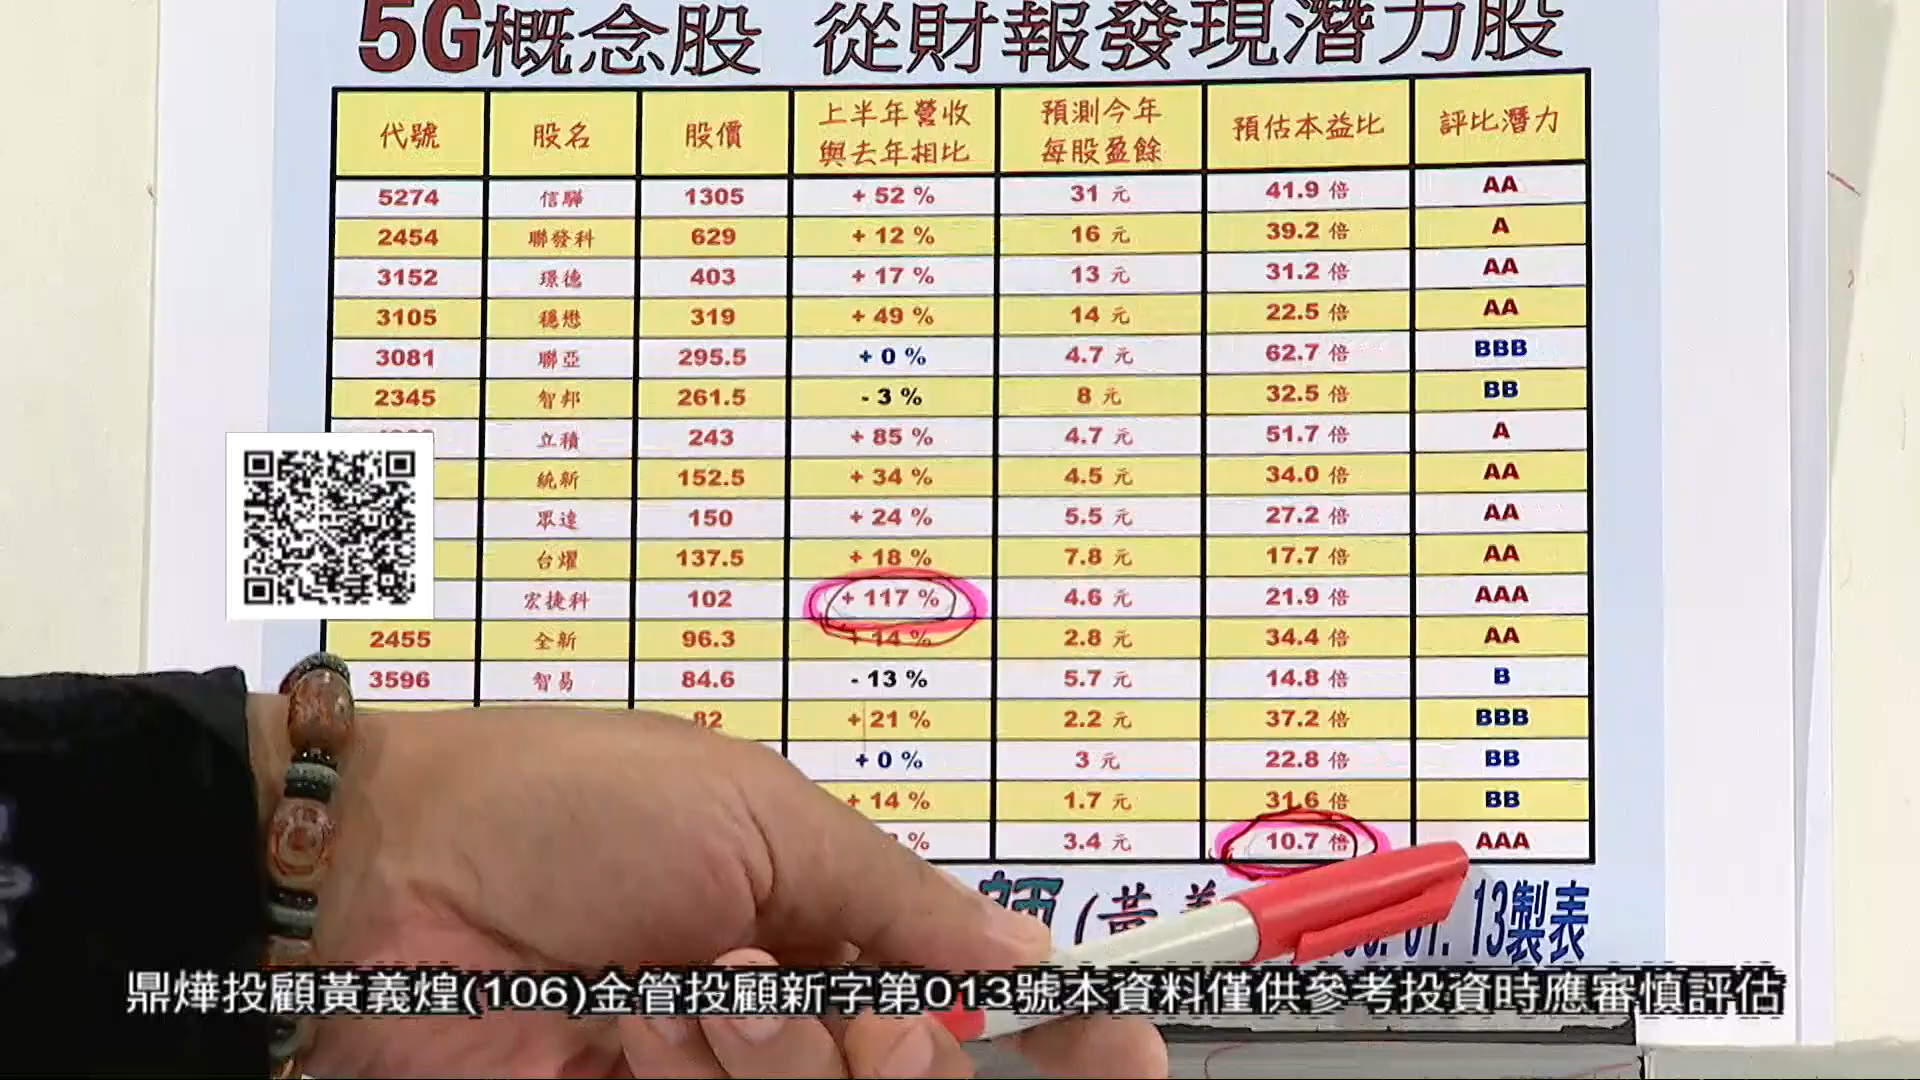 5G概念股 從財報發現潛力股
代號 股名 股價 上半年營收與去年相比 預測今年每股盈餘 預估本益比 評比潛力
5274 信驊 1305 + 52 % 31 元 41.9 倍 AA
2454 聯發科 629 + 12 % 16 元 39.2 倍 A
3152 璟德 403 + 17 % 13 元 31.2 倍 AA
3105 穩懋 319 + 49 % 14 元 22.5 倍 AA
3081 聯亞 295.5 + 0 % 4.7 元 62.7 倍 BBB
2345 智邦 261.5 - 3 % 8 元 32.5 倍 BB
立積 243 + 85 % 4.7 元 51.7 倍 A
統新 152.5 + 34 % 4.5 元 34.0 倍 AA
眾達 150 + 24 % 5.5 元 27.2 倍 AA
台燿 137.5 + 18 % 7.8 元 17.7 倍 AA
宏捷科 102 + 117 % 4.6 元 21.9 倍 AAA
2455 全新 96.3 + 14 % 2.8 元 34.4 倍 AA
3596 智易 84.6 - 13 % 5.7 元 14.8 倍 B
82 + 21 % 2.2 元 37.2 倍 BBB
+ 0 % 3 元 22.8 倍 BB
+ 14 % 1.7 元 31.6 倍 BB
% 3.4 元 10.7 倍 AAA
師(黃義 13製表
鼎燁投顧黃義煌(106)金管投顧新字第013號本資料僅供參考投資時應審慎評估